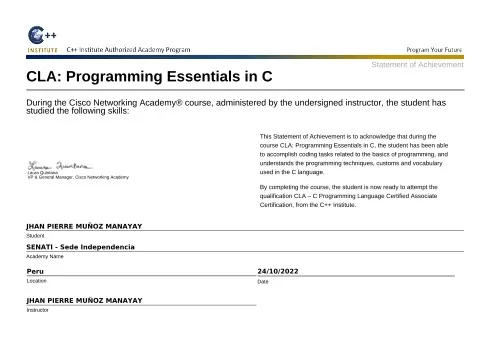 C++
INSTITUTE
C++ Institute Authorized Academy Program
Program Your Future
Statement of Achievement
CLA: Programming Essentials in C
During the Cisco Networking Academy® course, administered by the undersigned instructor, the student has
studied the following skills:
This Statement of Achievement is to acknowledge that during the
course CLA: Programming Essentials in C, the student has been able
to accomplish coding tasks related to the basics of programming, and
understands the programming techniques, customs and vocabulary
used in the C language.
Laura Quintana
Laura Quintana
VP & General Manager, Cisco Networking Academy
By completing the course, the student is now ready to attempt the
qualification CLA – C Programming Language Certified Associate
Certification, from the C++ Institute.
JHAN PIERRE MUÑOZ MANAYAY
Student
SENATI - Sede Independencia
Academy Name
Peru
24/10/2022
Location
Date
JHAN PIERRE MUÑOZ MANAYAY
Instructor